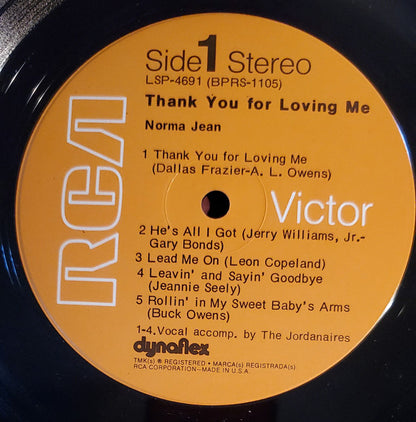 Side 1 Stereo
LSP-4691 (BPRS-1105)
Thank You for Loving Me
Norma Jean
1 Thank You for Loving Me
(Dallas Frazier-A. L. Owens)
RCA
Victor
2 He's All I Got (Jerry Williams, Jr.-
Gary Bonds)
3 Lead Me On (Leon Copeland)
4 Leavin' and Sayin' Goodbye
(Jeannie Seely)
5 Rollin' in My Sweet Baby's Arms
(Buck Owens)
1-4. Vocal accomp. by The Jordanaires
dynaflex
TMK(s) ® REGISTERED • MARCA(s) REGISTRADA(s)
RCA CORPORATION—MADE IN U.S.A.